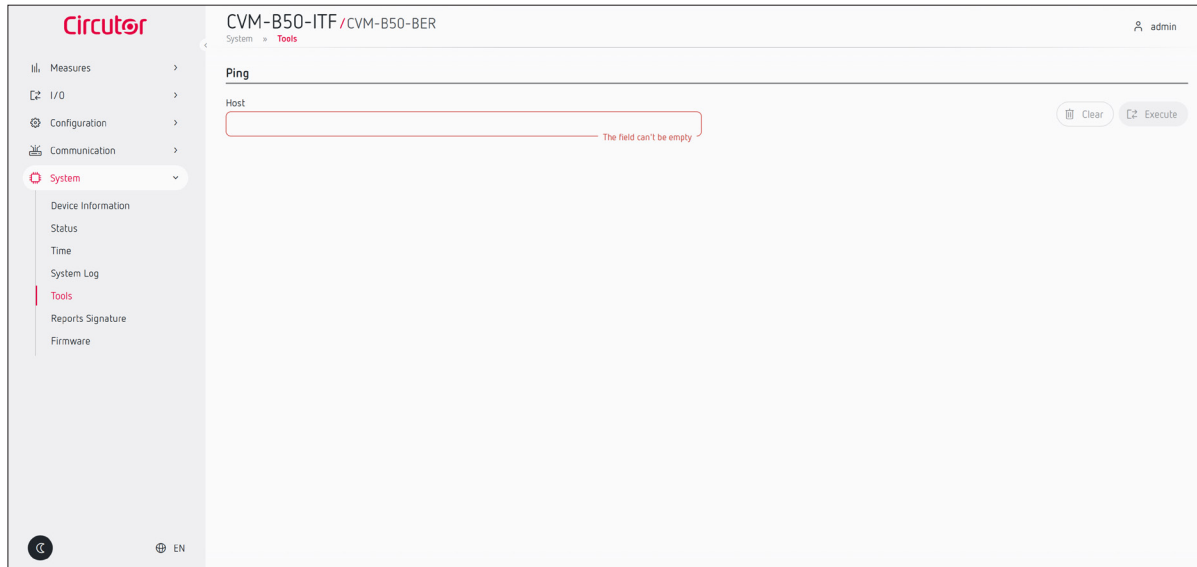 Circutor
CVM-B50-ITF/CVM-B50-BER
System » Tools
admin
Measures
I/O
Configuration
Communication
System
Device Information
Status
Time
System Log
Tools
Reports Signature
Firmware
EN
Ping
Host
The field can't be empty
Clear
Execute